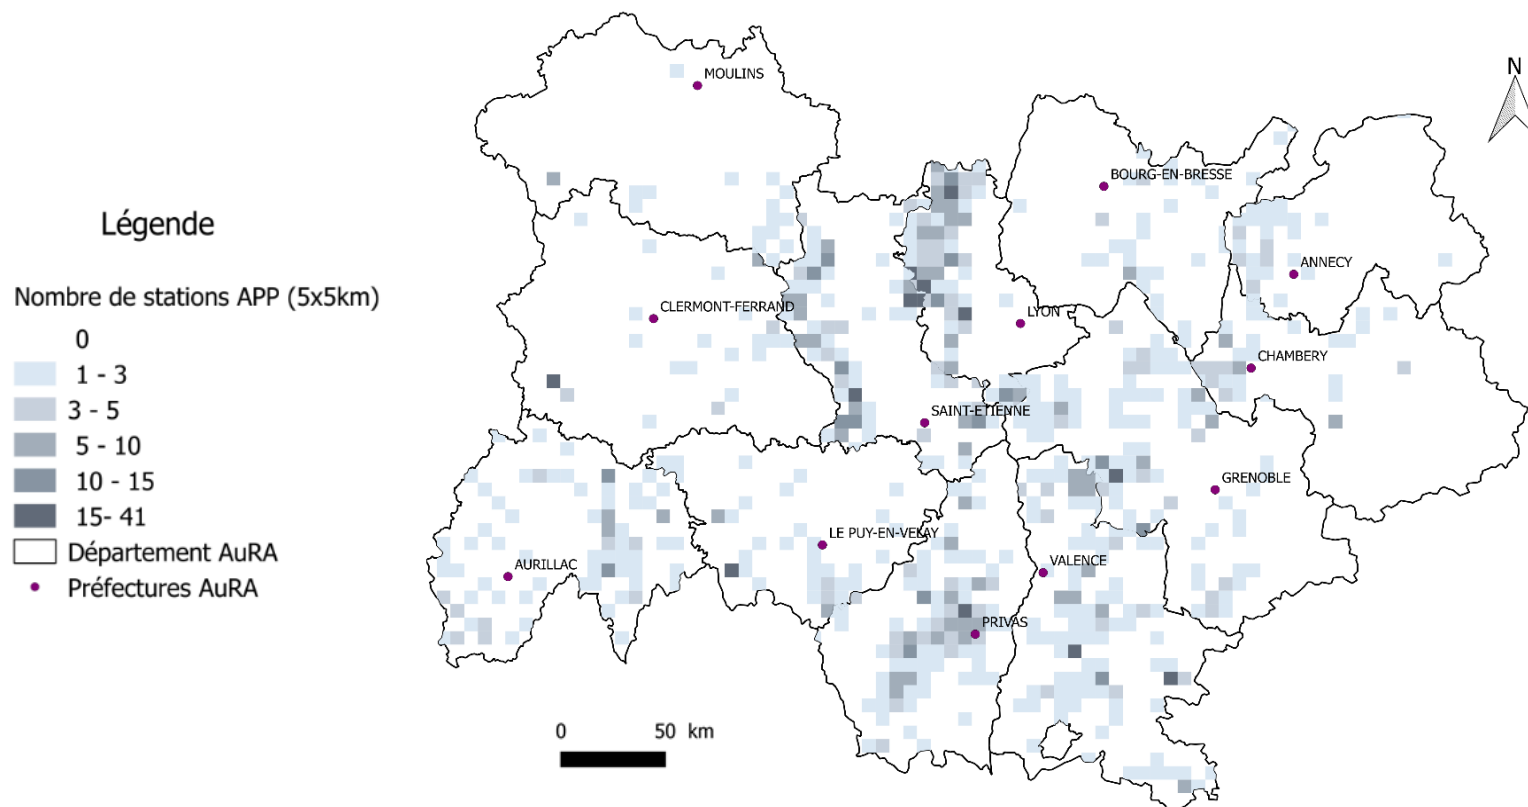 Légende
Nombre de stations APP (5x5km)
0
1 - 3
3 - 5
5 - 10
10 - 15
15- 41
Département AuRA
Préfectures AuRA
N
MOULINS
BOURG-EN-BRESSE
ANNECY
CLERMONT-FERRAND
LYON
CHAMBERY
SAINT-ETIENNE
GRENOBLE
LE PUY-EN-VELAY
AURILLAC
VALENCE
PRIVAS
0 50 km